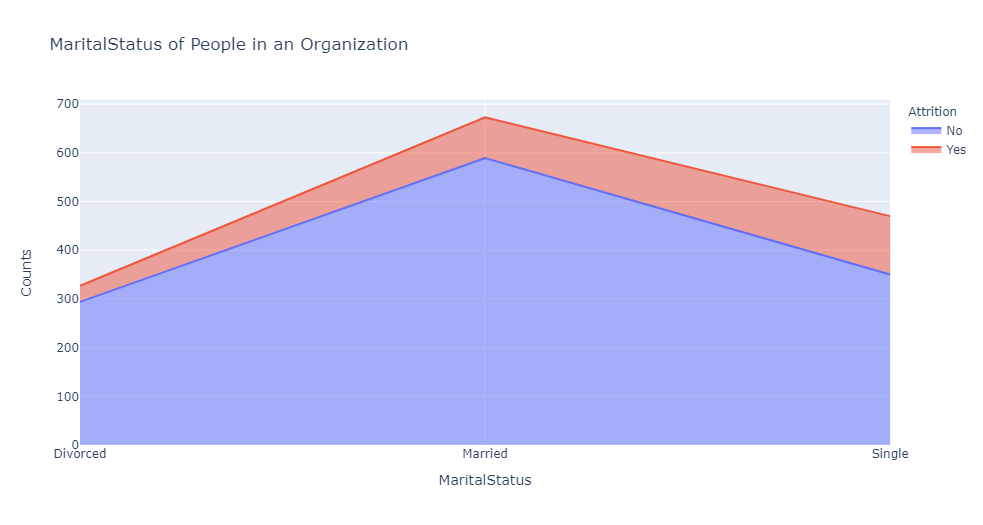 MaritalStatus of People in an Organization
Attrition
No
Yes
Counts
700
600
500
400
300
200
100
0
Divorced
Married
Single
MaritalStatus